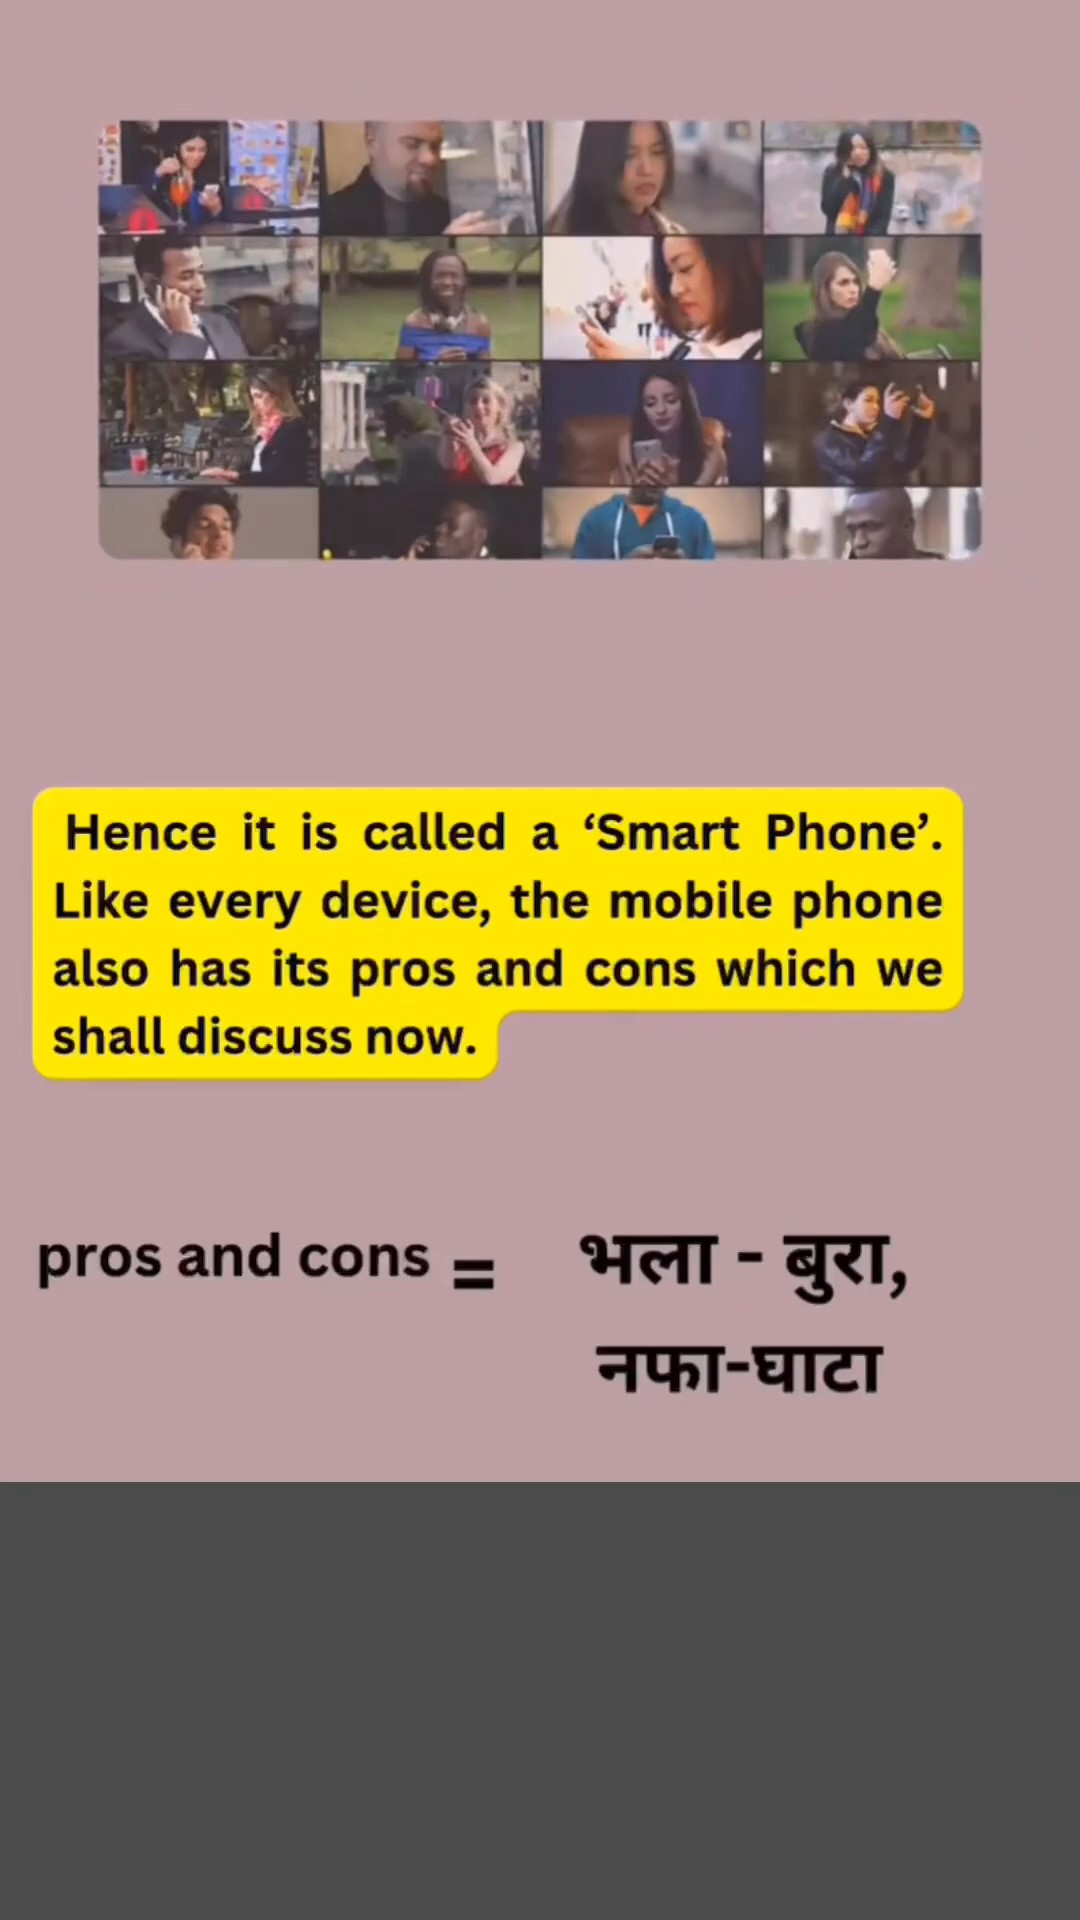 Hence it is called a ‘Smart Phone’.
Like every device, the mobile phone
also has its pros and cons which we
shall discuss now.
pros and cons = भला - बुरा,
नफा-घाटा